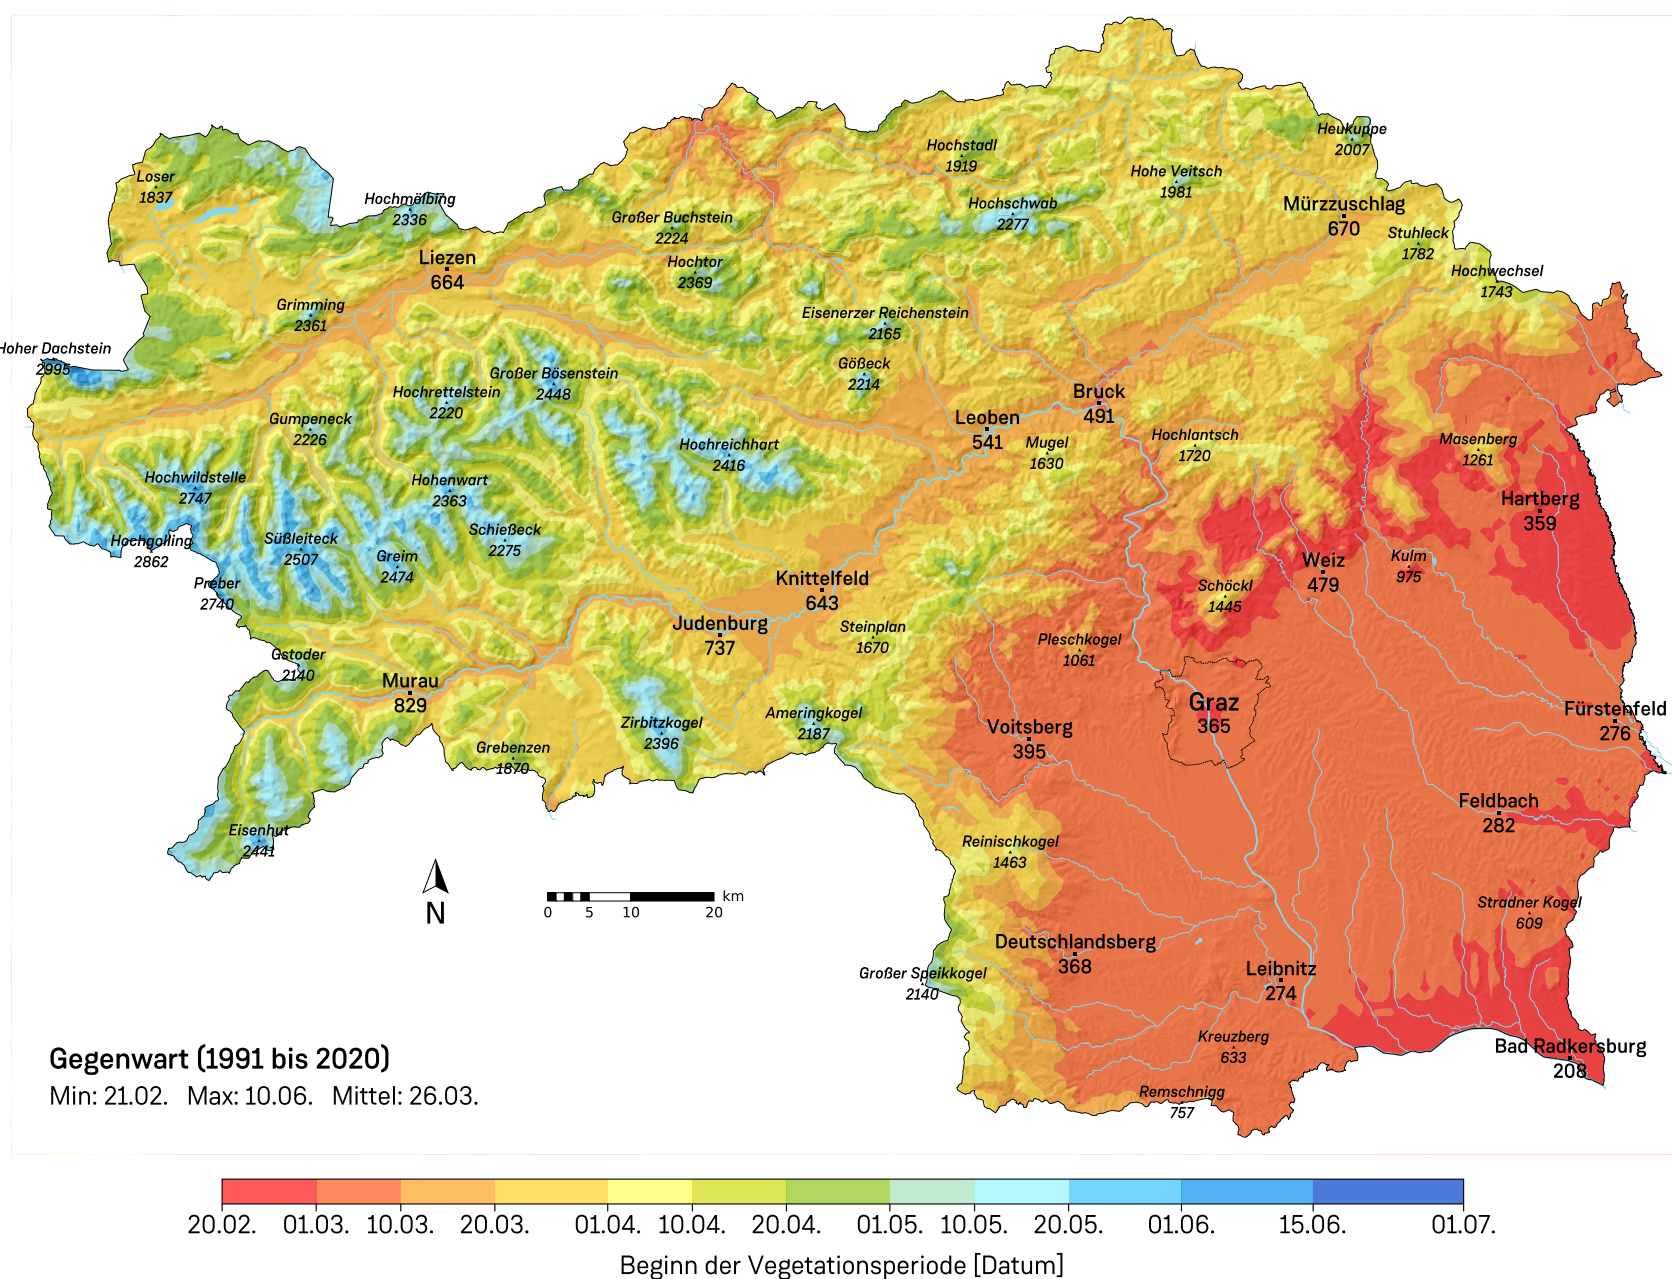 Heukuppe
2007
Hochstadl
1919
Hohe Veitsch
1981
Loser
1837
Hochmölbing
2336
Hochschwab
2277
Mürzzuschlag
670
Großer Buchstein
2224
Stuhleck
1782
Liezen
664
Hochtor
2369
Hochwechsel
1743
Grimming
2361
Eisenerzer Reichenstein
2165
Hoher Dachstein
2995
Großer Bösenstein
2448
Gößeck
2214
Hochrettelstein
2220
Bruck
491
Gumpeneck
2226
Leoben
541
Mugel
1630
Hochlantsch
1720
Masenberg
1261
Hochreichhart
2416
Hochwildstelle
2747
Hohenwart
2363
Hartberg
359
Schießeck
2275
Süßleiteck
2507
Hochgolling
2862
Greim
2474
Weiz
479
Kulm
975
Preber
2740
Knittelfeld
643
Schöckl
1445
Judenburg
737
Steinplan
1670
Pleschkogel
1061
Gstoder
2140
Murau
829
Graz
365
Fürstenfeld
276
Zirbitzkogel
2396
Ameringkogel
2187
Voitsberg
395
Grebenzen
1870
Feldbach
282
Eisenhut
2441
Reinischkogel
1463
N
km
0 5 10 20
Stradner Kogel
609
Deutschlandsberg
368
Großer Speikkogel
2140
Leibnitz
274
Kreuzberg
633
Bad Radkersburg
208
Remschnigg
757
Gegenwart (1991 bis 2020)
Min: 21.02. Max: 10.06. Mittel: 26.03.
20.02. 01.03. 10.03. 20.03. 01.04. 10.04. 20.04. 01.05. 10.05. 20.05. 01.06. 15.06. 01.07.
Beginn der Vegetationsperiode [Datum]